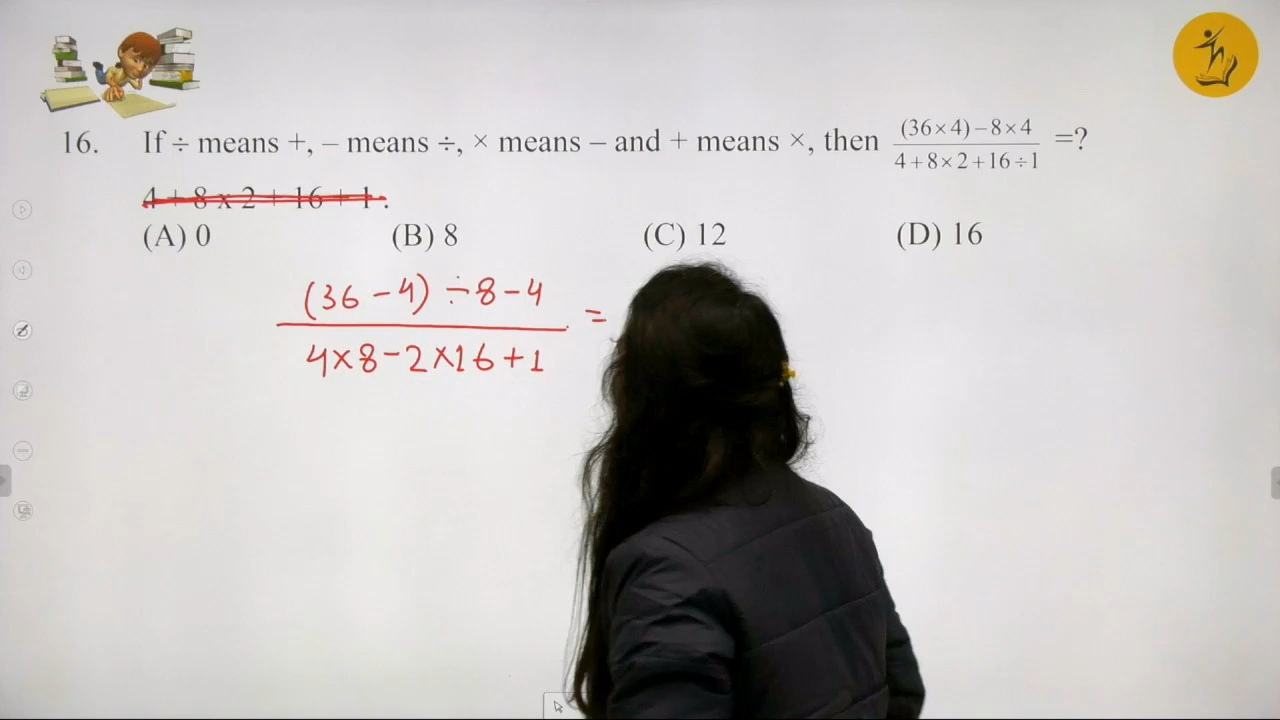 16. If ÷ means +, – means ÷, × means – and + means ×, then (36×4)–8×4 / 4+8×2+16÷1 =?
4 + 8 x 2 + 16 + 1 .
(A) 0 (B) 8 (C) 12 (D) 16
(36 – 4) ÷ 8 – 4 =
4×8–2×16+1